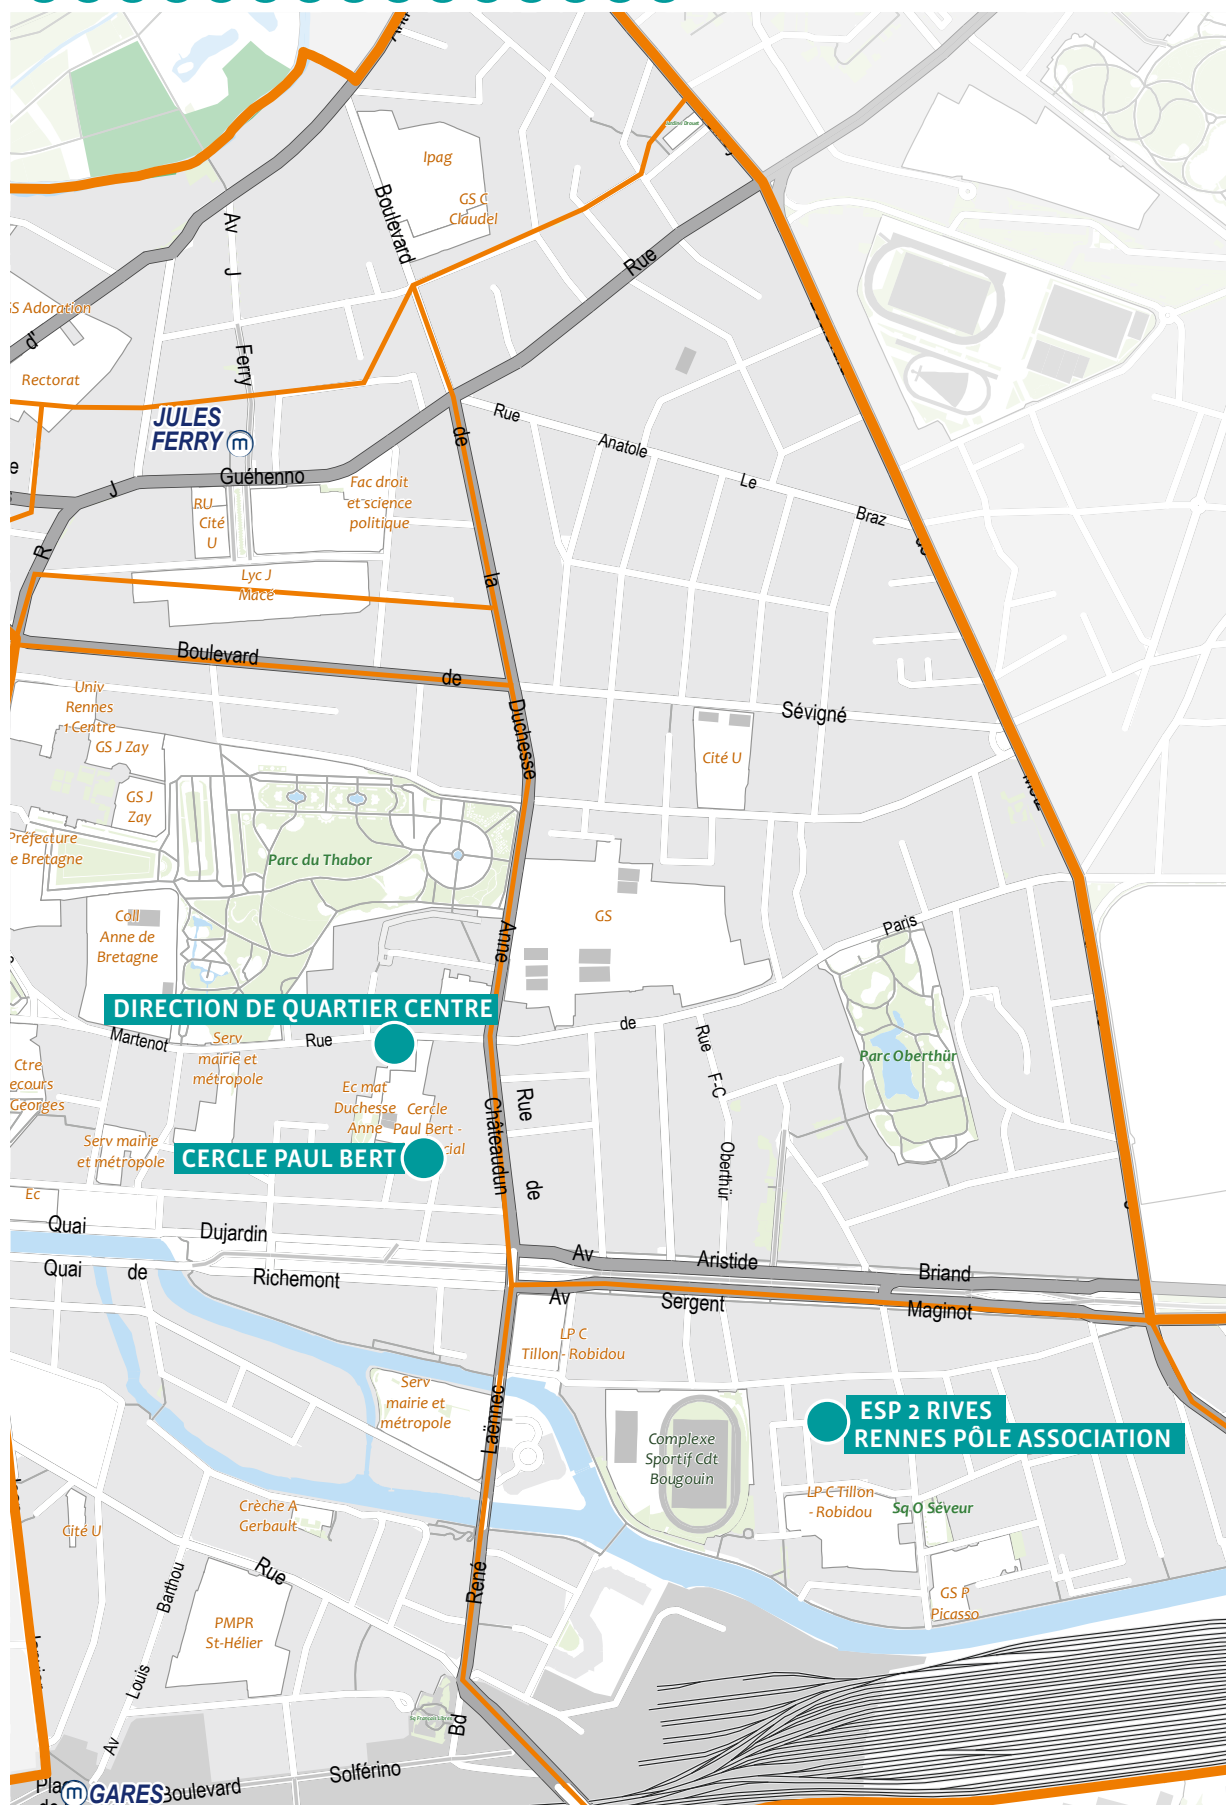 Ipag
GS C
Claudel
Boulevard
Av
J
Ferry
Rue
GS Adoration
d'
Rectorat
JULES
FERRY
m
Rue
Anatole
Le
Braz
de
J
Guéhenno
R
RU
Cité
U
Fac droit
et science
politique
Lyc J
Macé
la
Boulevard
de
Sévigné
Duchesse
Univ
Rennes
1 Centre
GS J Zay
GS J
Zay
Cité U
Préfecture
Bretagne
Parc du Thabor
Coll
Anne de
Bretagne
GS
Anne
Paris
DIRECTION DE QUARTIER CENTRE
Martenot
Rue
de
Rue
F-C
Oberthür
Parc Oberthür
Serv
mairie et
métropole
Ctre
Georges
Ec mat
Duchesse
Anne
Cercle
Paul Bert -
Châteaudun
Rue
de
Serv mairie
et métropole
CERCLE PAUL BERT
Ec
Quai
Dujardin
Quai
de
Richemont
Av
Aristide
Briand
Av
Sergent
Maginot
LP C
Tillon - Robidou
Serv
mairie et
métropole
Laënnec
ESP 2 RIVES
RENNES PÔLE ASSOCIATION
Complexe
Sportif Cdt
Bougouin
LP C Tillon
- Robidou
Sq O Séveur
Crèche A
Gerbault
Cité U
Rue
René
Barthou
GS P
Picasso
PMPR
St-Hélier
Louis
Av
Bd
Solférino
m
GARES
Boulevard